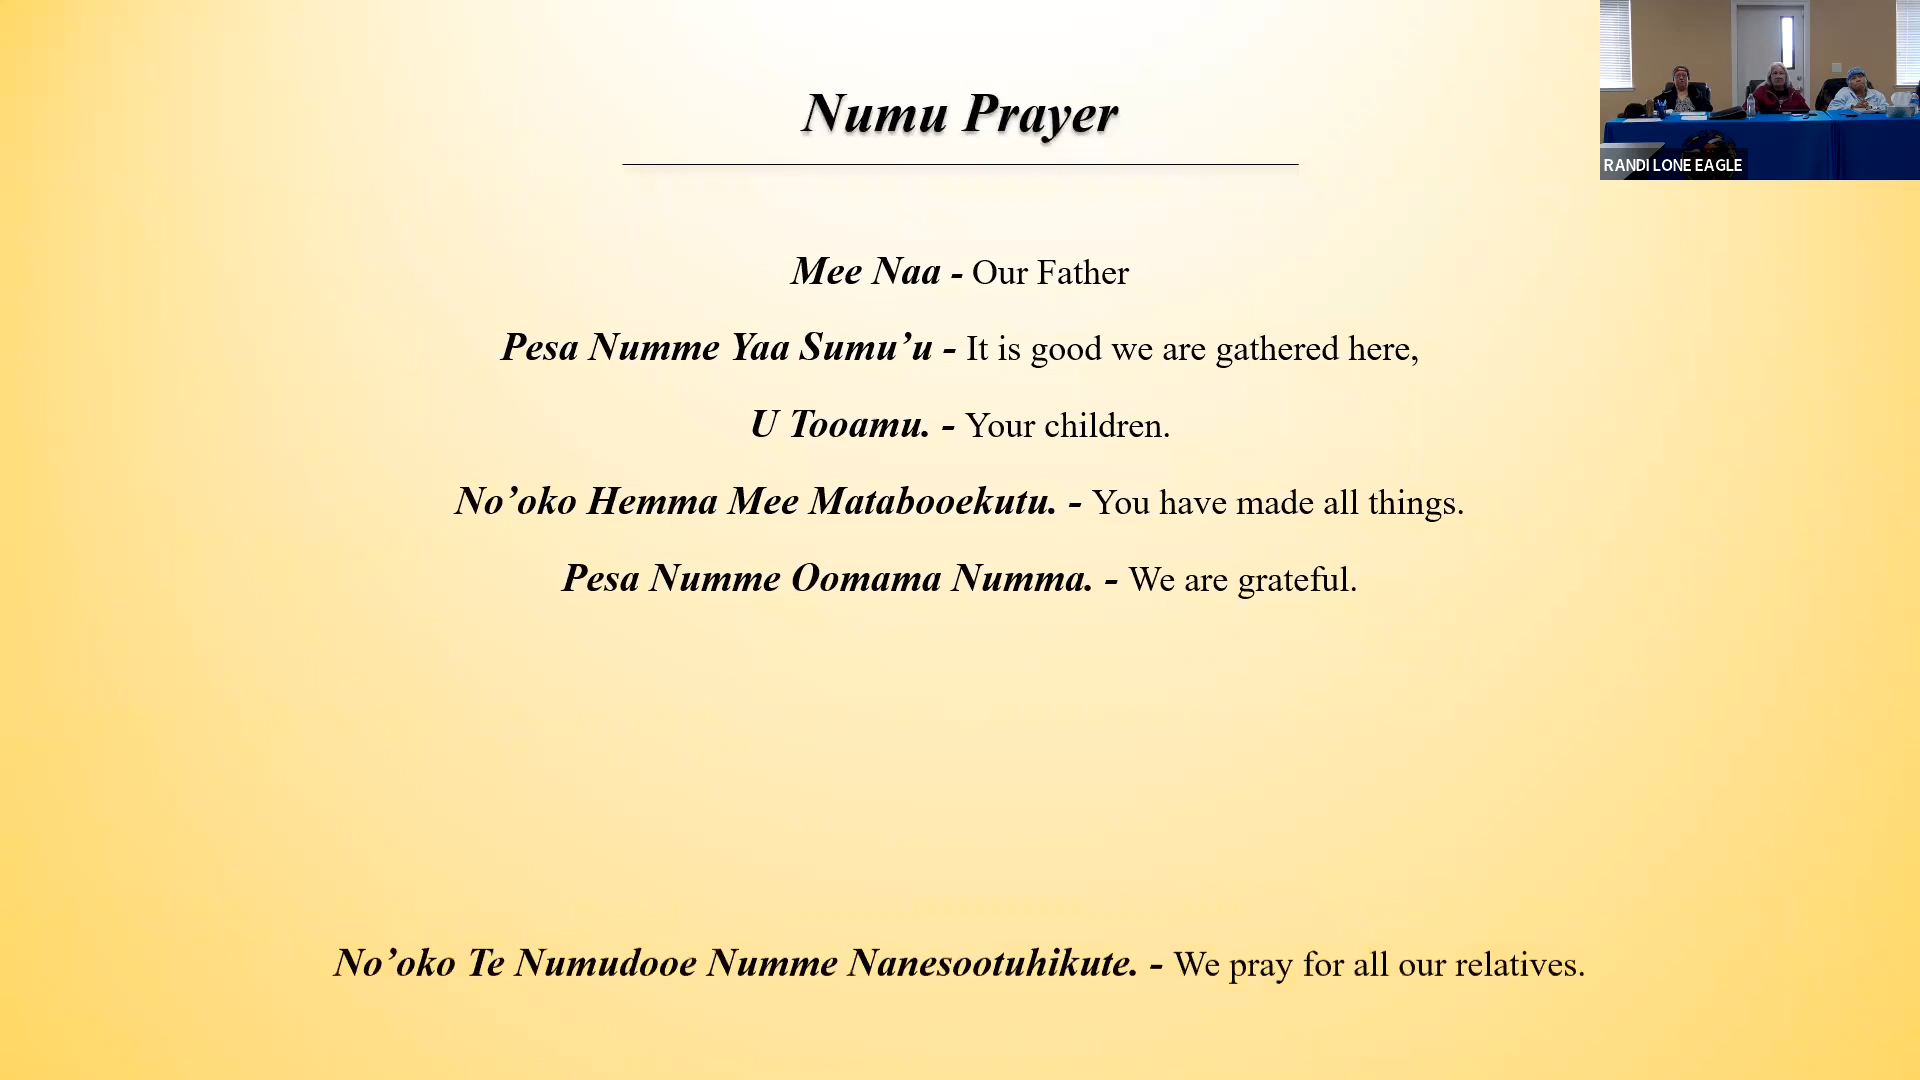 Numu Prayer
RANDI LONE EAGLE
Mee Naa - Our Father
Pesa Numme Yaa Sumu’u - It is good we are gathered here,
U Tooamu. - Your children.
No’oko Hemma Mee Matabooekutu. - You have made all things.
Pesa Numme Oomama Numma. - We are grateful.
No’oko Te Numudooe Numme Nanesootuhikute. - We pray for all our relatives.